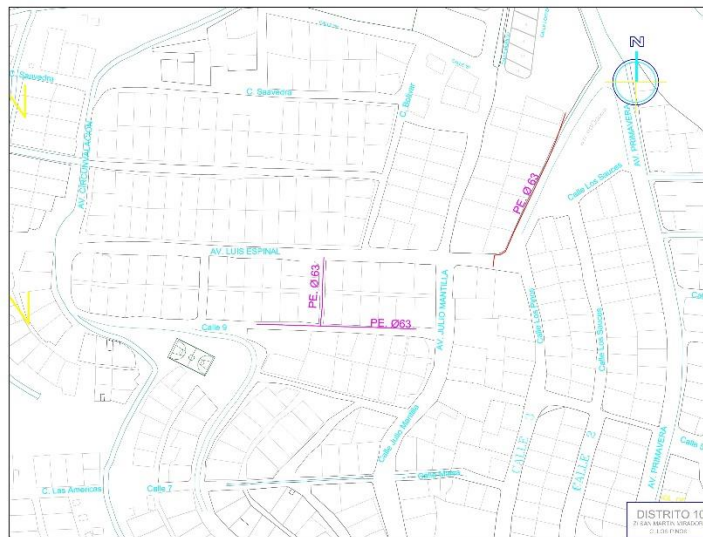 C. Saavedra
C. Saavedra
C. Bolivar
AV. CIRCUNVALACION
N
AV. PRIMAVERA
Calle Los Sauces
PE. Ø 63
AV. LUIS ESPINAL
PE. Ø 63
AV. JULIO MANTILLA
Calle 9
PE. Ø63
Calle Los Pinos
Calle Los Sauces
Calle Julio Mantilla
CALLE 1
CALLE 2
AV. PRIMAVERA
C. Las Americas
Calle 7
DISTRITO 10
C. LOS PINOS